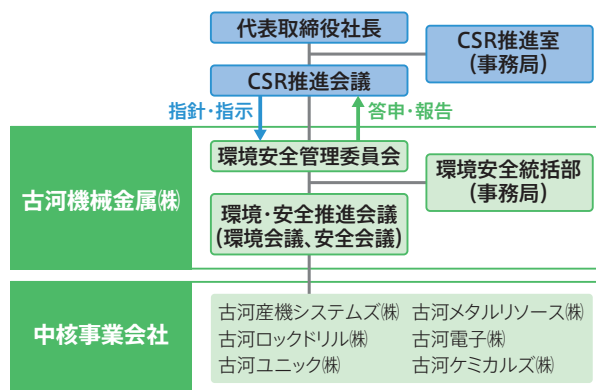 代表取締役社長
CSR推進室
(事務局)
CSR推進会議
指針・指示
答申・報告
古河機械金属㈱
環境安全管理委員会
環境安全統括部
(事務局)
環境・安全推進会議
(環境会議、安全会議)
中核事業会社
古河産機システムズ㈱
古河メタルリソース㈱
古河ロックドリル㈱
古河電子㈱
古河ユニック㈱
古河ケミカルズ㈱